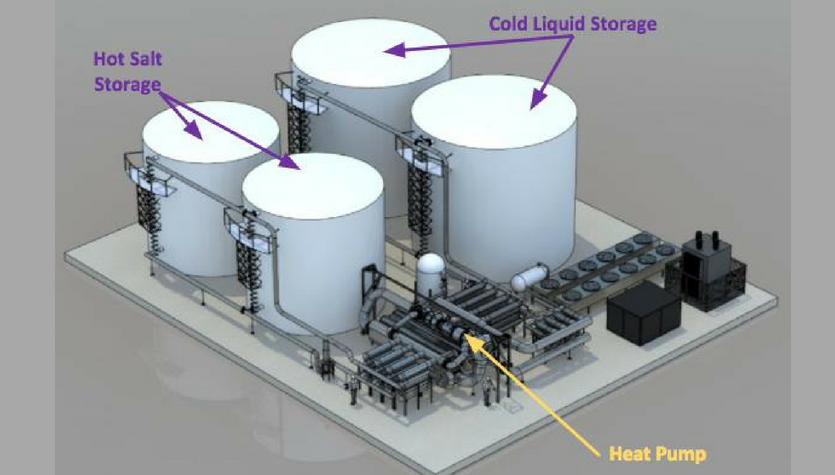 Cold Liquid Storage
Hot Salt
Storage
Heat Pump